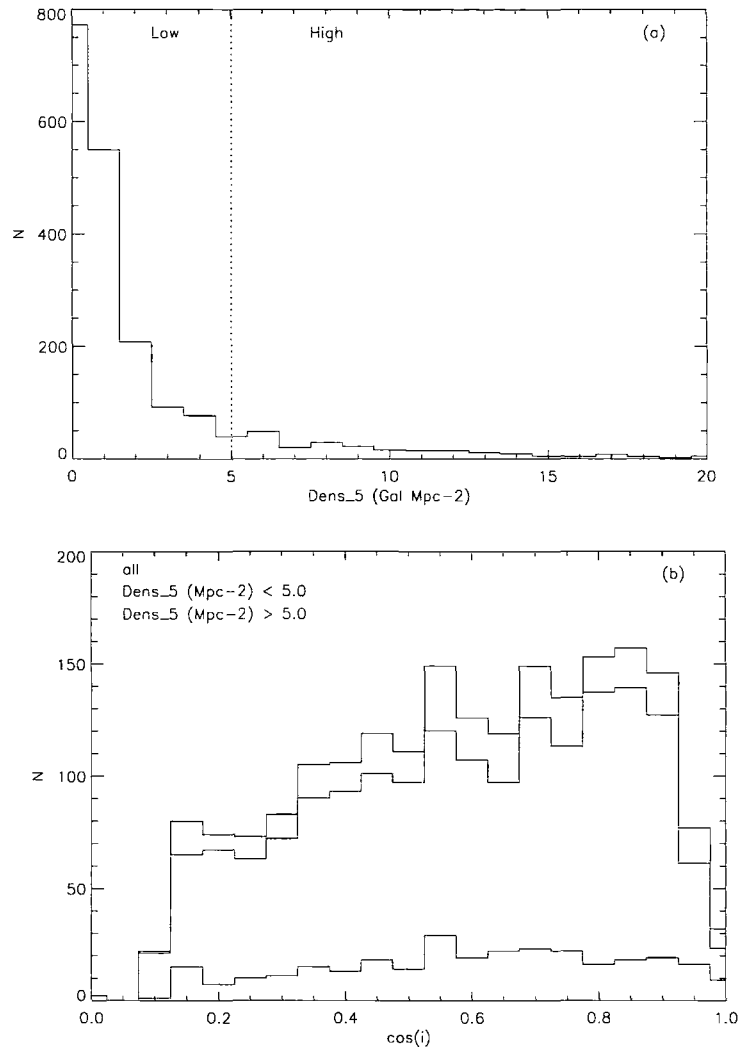 800
600
400
200
0
N
Low
High
(a)
0
5
10
15
20
Dens_5 (Gal Mpc-2)
200
150
100
50
0
N
all
Dens_5 (Mpc-2) < 5.0
Dens_5 (Mpc-2) > 5.0
(b)
0.0
0.2
0.4
0.6
0.8
1.0
cos(i)